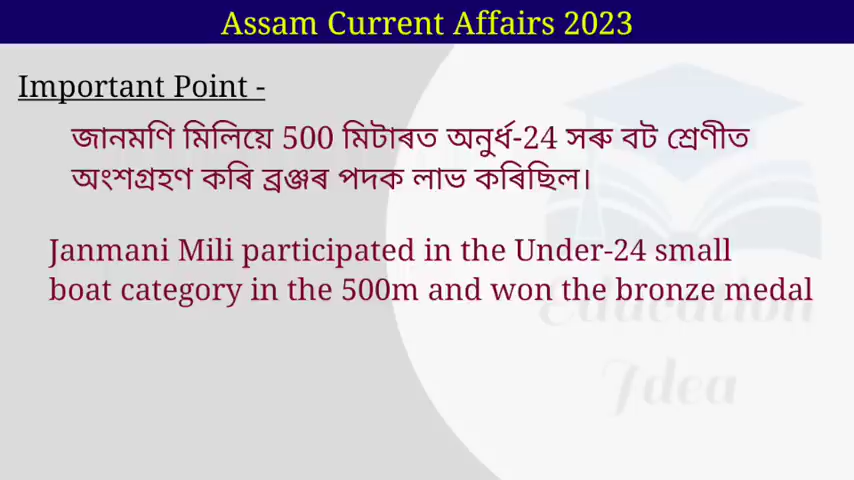 Assam Current Affairs 2023
Important Point -
জানমণি মিলিয়ে 500 মিটাৰত অনুৰ্ধ-24 সৰু বট শ্ৰেণীত
অংশগ্ৰহণ কৰি ব্ৰঞ্জৰ পদক লাভ কৰিছিল।
Janmani Mili participated in the Under-24 small
boat category in the 500m and won the bronze medal
Education
Idea